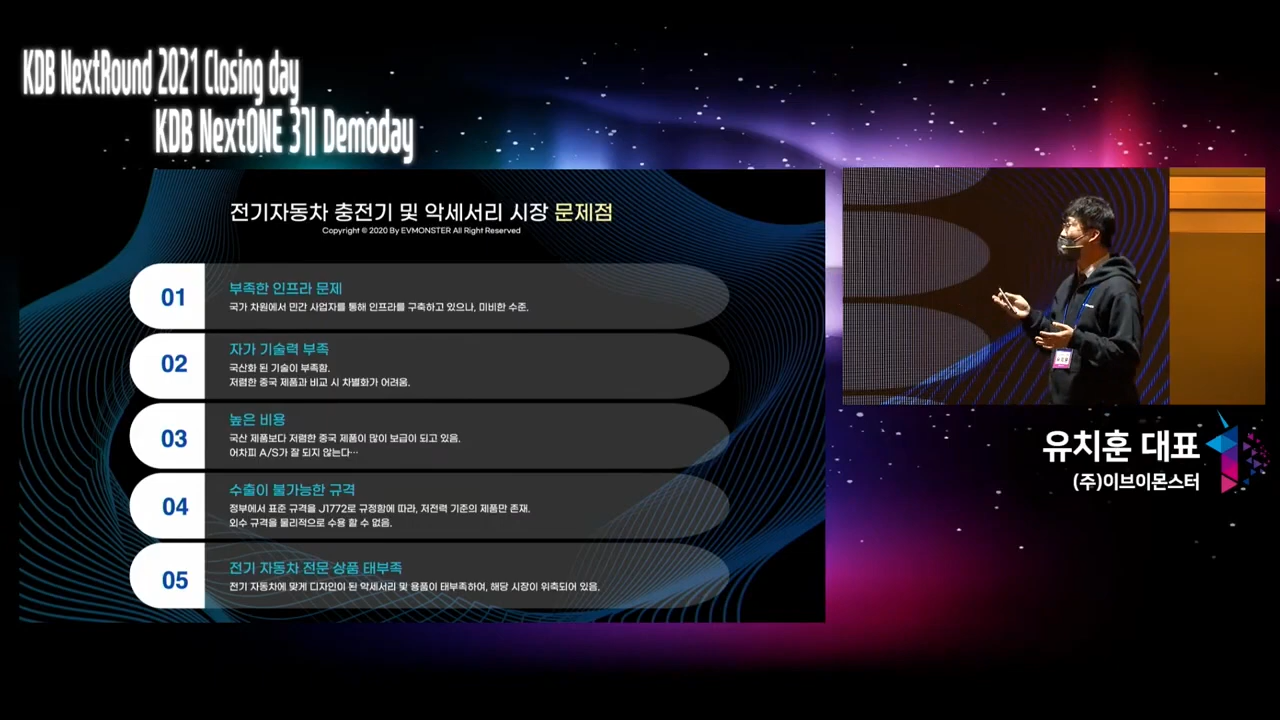 KDB NextRound 2021 Closing day
KDB NextONE 3기 Demoday
전기자동차 충전기 및 악세서리 시장 문제점
Copyright © 2020 By EVMONSTER All Right Reserved
01
부족한 인프라 문제
국가 차원에서 민간 사업자를 통해 인프라를 구축하고 있으나, 미비한 수준.
02
자가 기술력 부족
국산화 된 기술이 부족함.
저렴한 중국 제품과 비교 시 차별화가 어려움.
03
높은 비용
국산 제품보다 저렴한 중국 제품이 많이 보급이 되고 있음.
어차피 A/S가 잘 되지 않는다…
04
수출이 불가능한 규격
정부에서 표준 규격을 J1772로 규정함에 따라, 저전력 기준의 제품만 존재.
외수 규격을 물리적으로 수용 할 수 없음.
05
전기 자동차 전문 상품 태부족
전기 자동차에 맞게 디자인이 된 악세서리 및 용품이 태부족하여, 해당 시장이 위축되어 있음.
유치훈 대표
(주)이브이몬스터